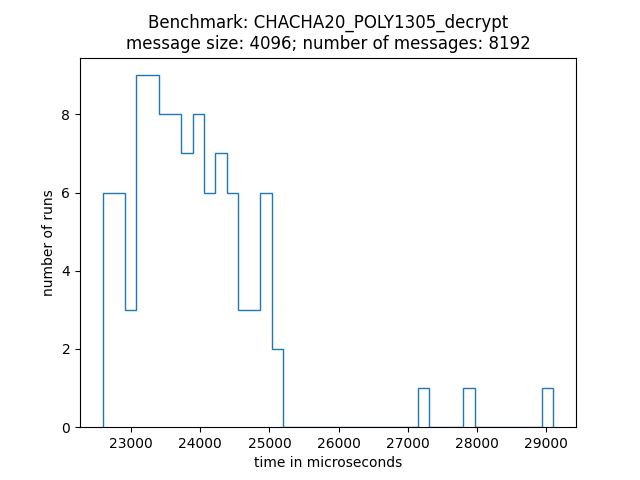 Benchmark: CHACHA20_POLY1305_decrypt
message size: 4096; number of messages: 8192
8
6
4
2
0
number of runs
23000 24000 25000 26000 27000 28000 29000
time in microseconds